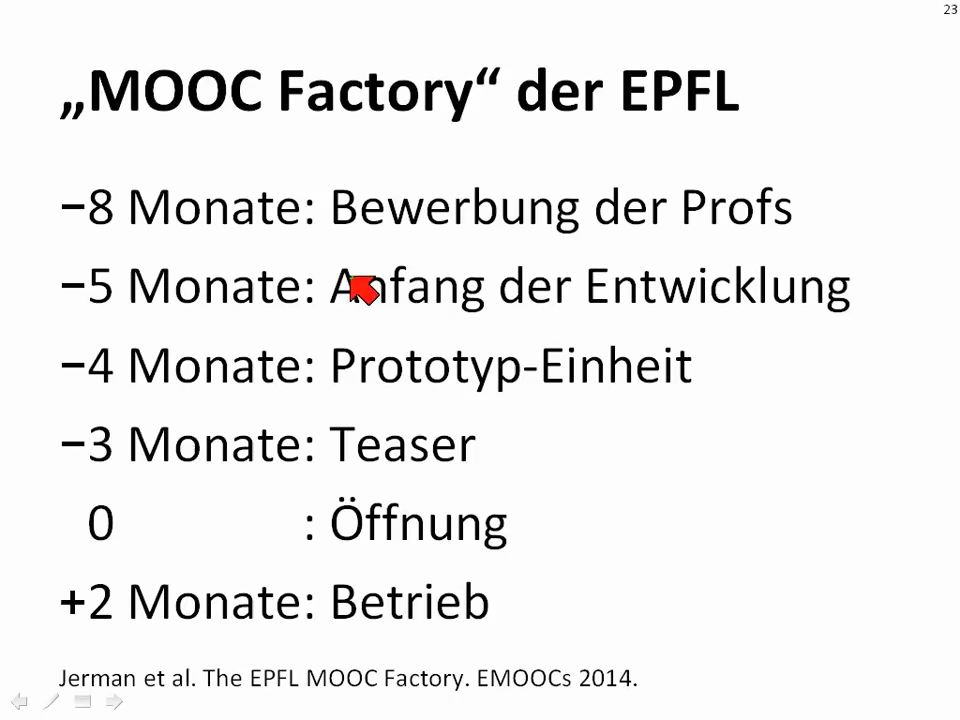 23
„MOOC Factory“ der EPFL
−8 Monate: Bewerbung der Profs
−5 Monate: Anfang der Entwicklung
−4 Monate: Prototyp-Einheit
−3 Monate: Teaser
0 : Öffnung
+2 Monate: Betrieb
Jerman et al. The EPFL MOOC Factory. EMOOCs 2014.